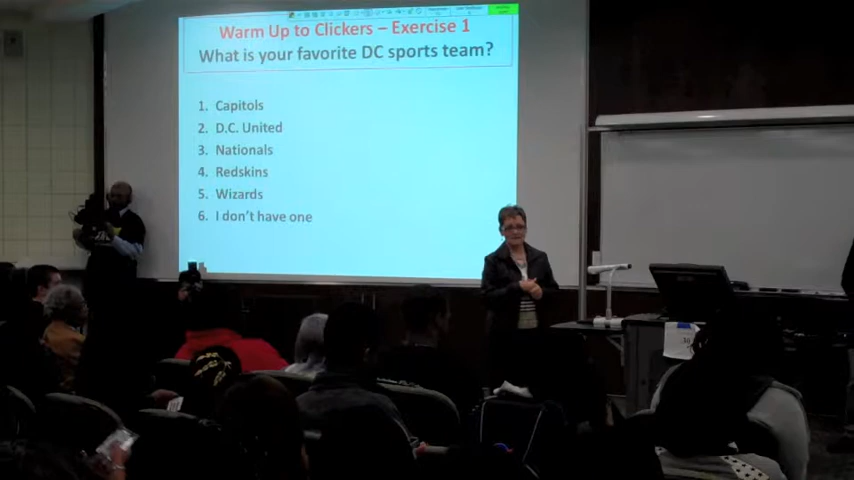 Warm Up to Clickers – Exercise 1
What is your favorite DC sports team?
1. Capitols
2. D.C. United
3. Nationals
4. Redskins
5. Wizards
6. I don't have one